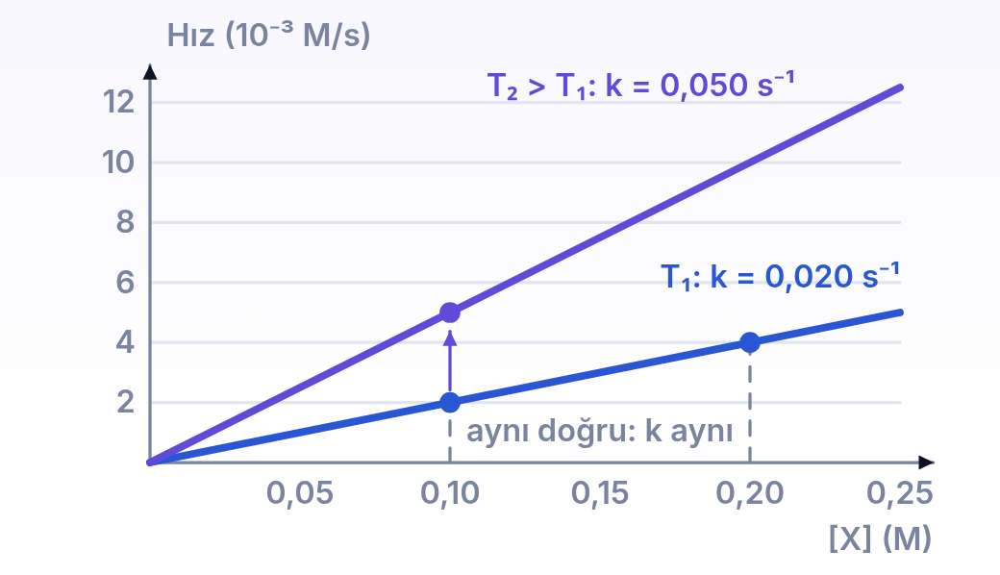 Hız (10⁻³ M/s)
T₂ > T₁: k = 0,050 s⁻¹
12
10
8
6
T₁: k = 0,020 s⁻¹
4
2
aynı doğru: k aynı
0,05 0,10 0,15 0,20 0,25
[X] (M)